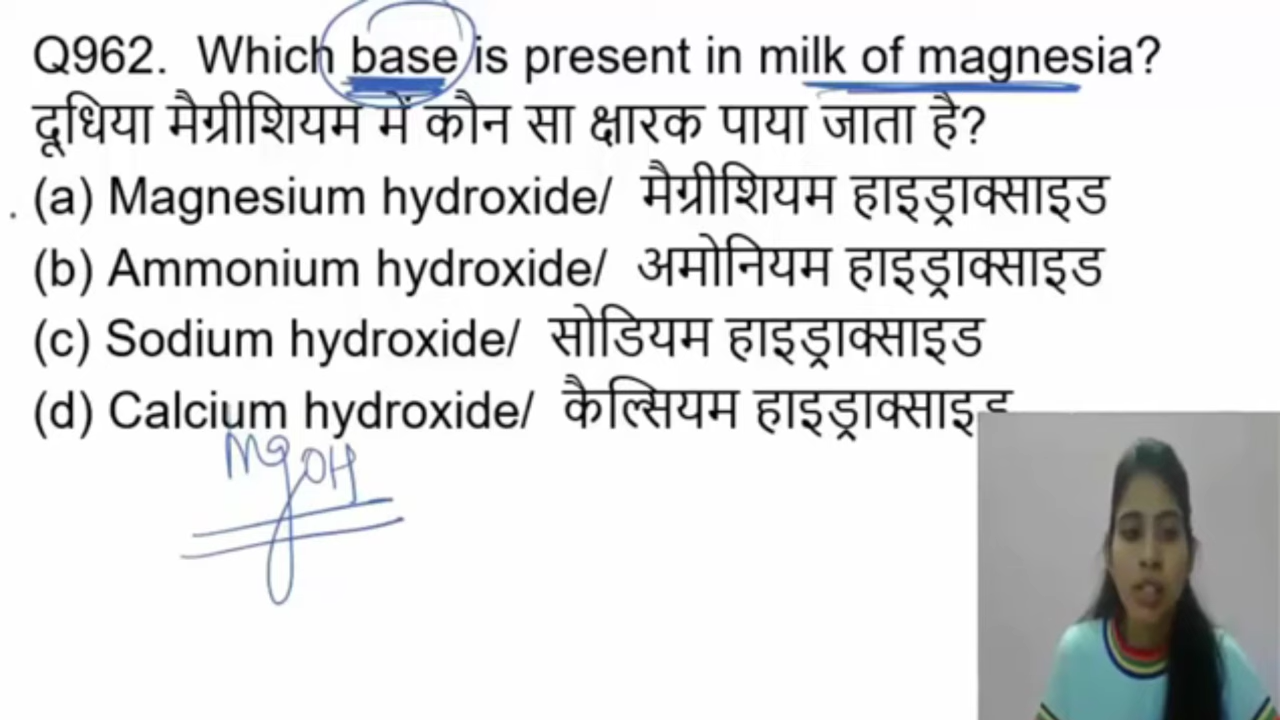 Q962. Which base is present in milk of magnesia?
दूधिया मैग्रीशियम में कौन सा क्षारक पाया जाता है?
(a) Magnesium hydroxide/ मैग्रीशियम हाइड्राक्साइड
(b) Ammonium hydroxide/ अमोनियम हाइड्राक्साइड
(c) Sodium hydroxide/ सोडियम हाइड्राक्साइड
(d) Calcium hydroxide/ कैल्सियम हाइड्राक्साइड
MgOH